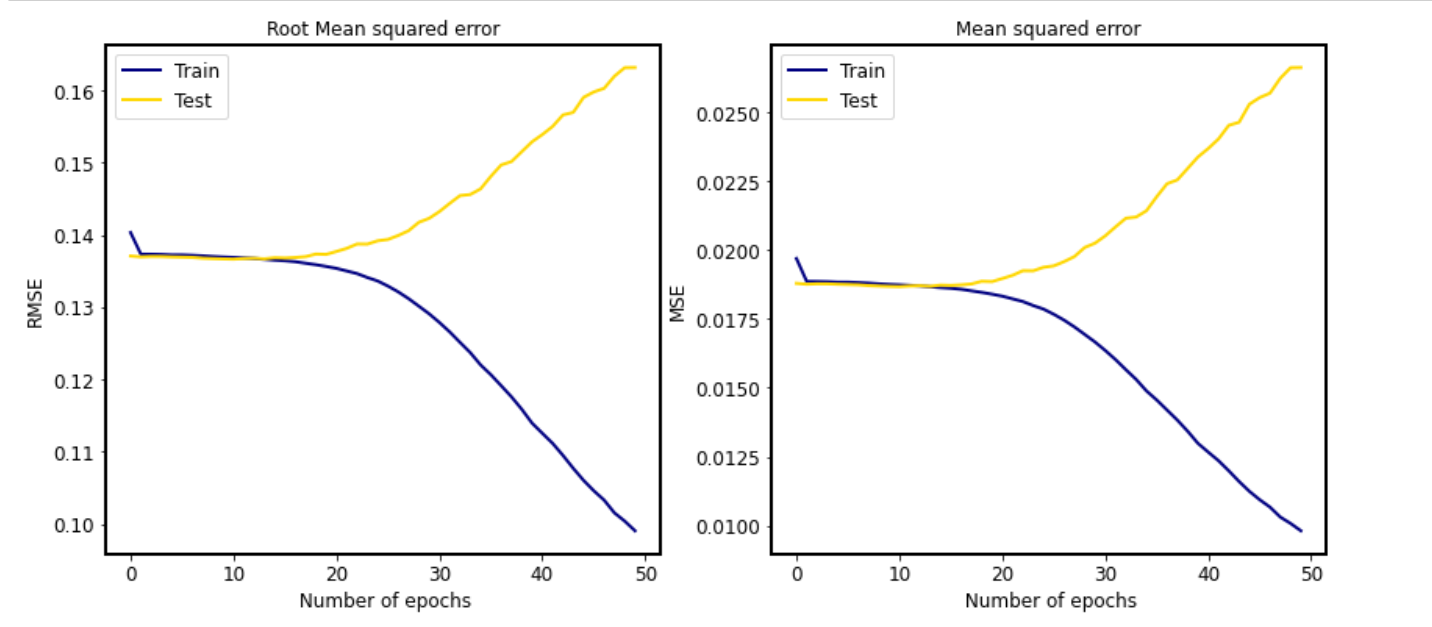 Root Mean squared error
Train
Test
0.16
0.15
0.14
0.13
0.12
0.11
0.10
RMSE
0 10 20 30 40 50
Number of epochs
Mean squared error
Train
Test
0.0250
0.0225
0.0200
0.0175
0.0150
0.0125
0.0100
MSE
0 10 20 30 40 50
Number of epochs